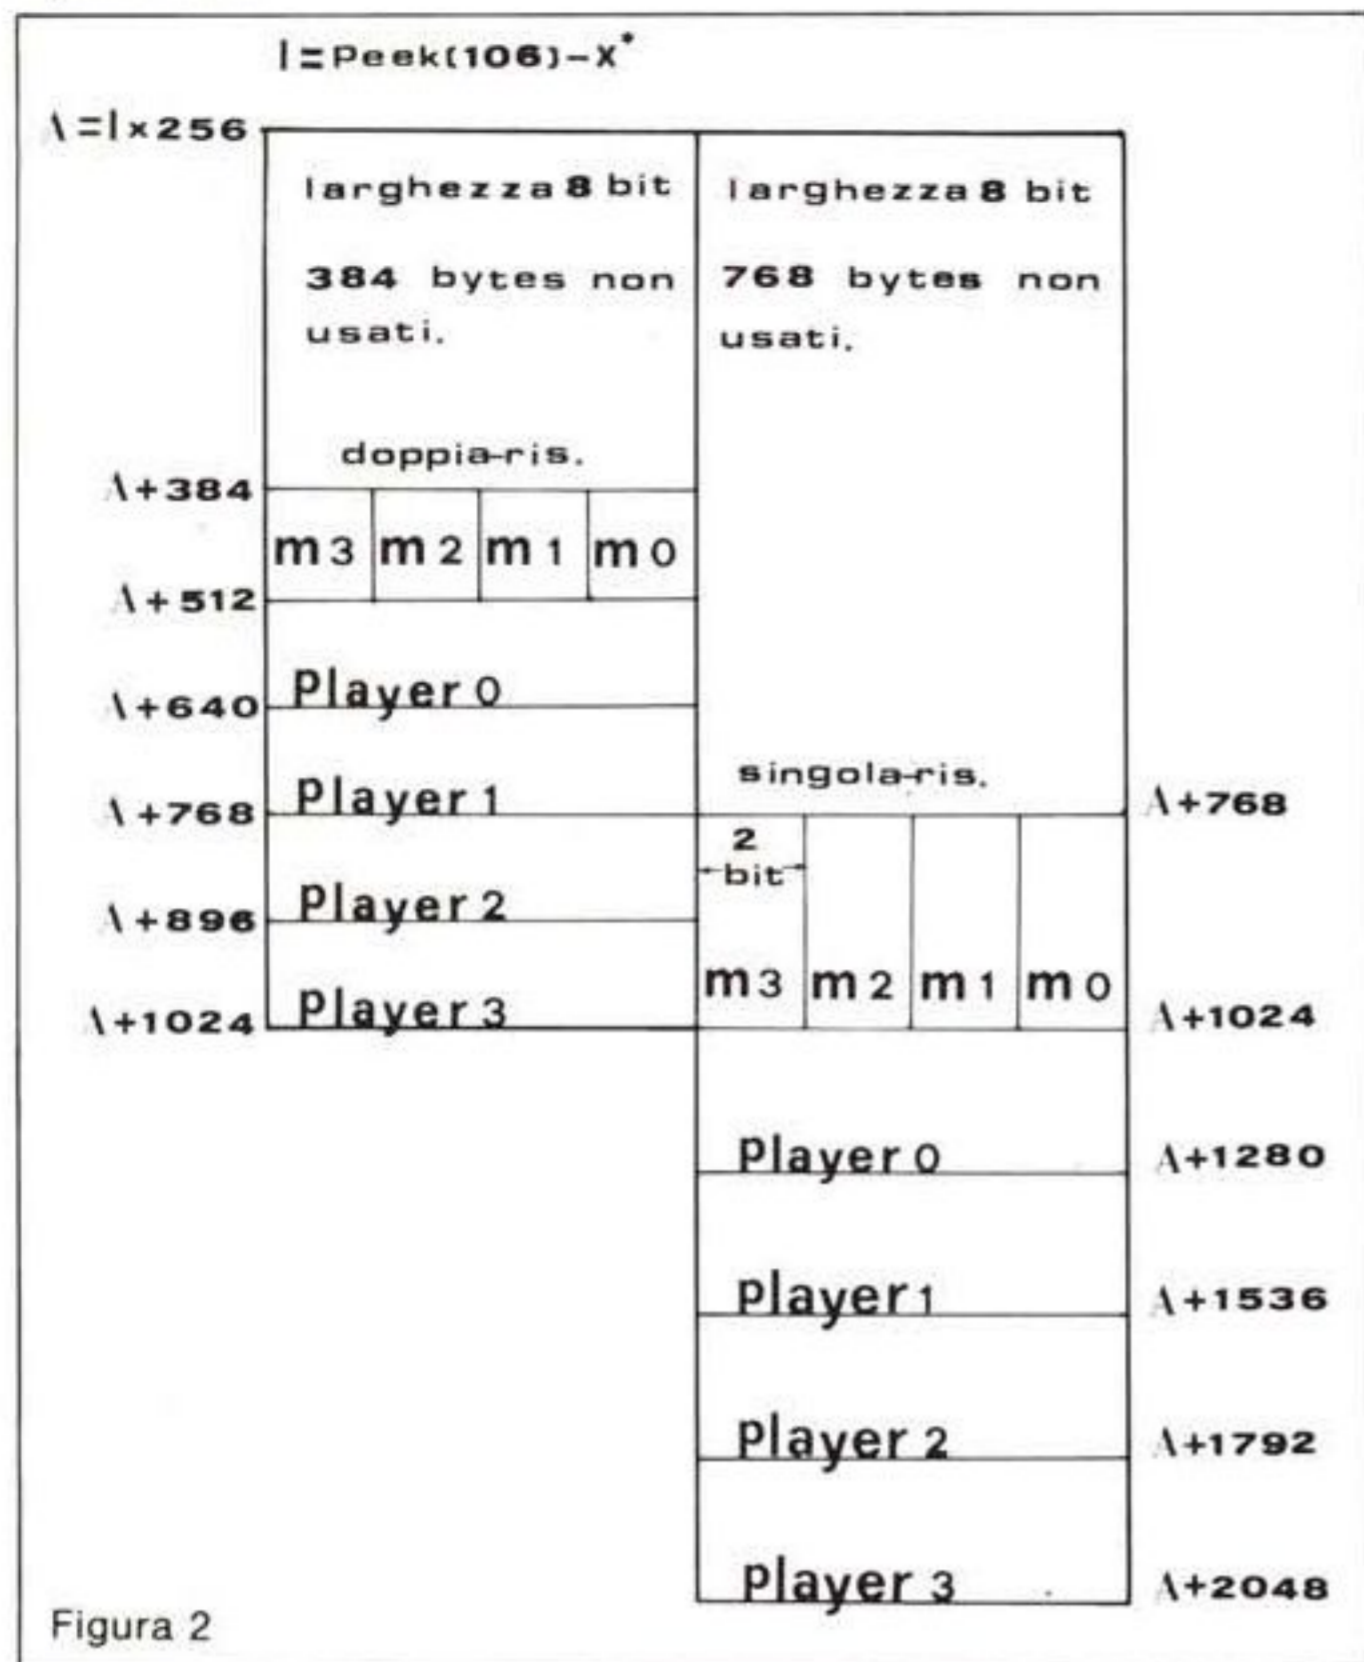 I=Peek(106)-X*
A=Ix256
larghezza 8 bit
384 bytes non
usati.
doppia-ris.
A+384
m3 m2 m1 m0
A+512
Player 0
A+640
Player 1
A+768
Player 2
A+896
Player 3
A+1024
larghezza 8 bit
768 bytes non
usati.
singola-ris.
A+768
2
bit
m3 m2 m1 m0
A+1024
Player 0
A+1280
Player 1
A+1536
Player 2
A+1792
Player 3
A+2048
Figura 2